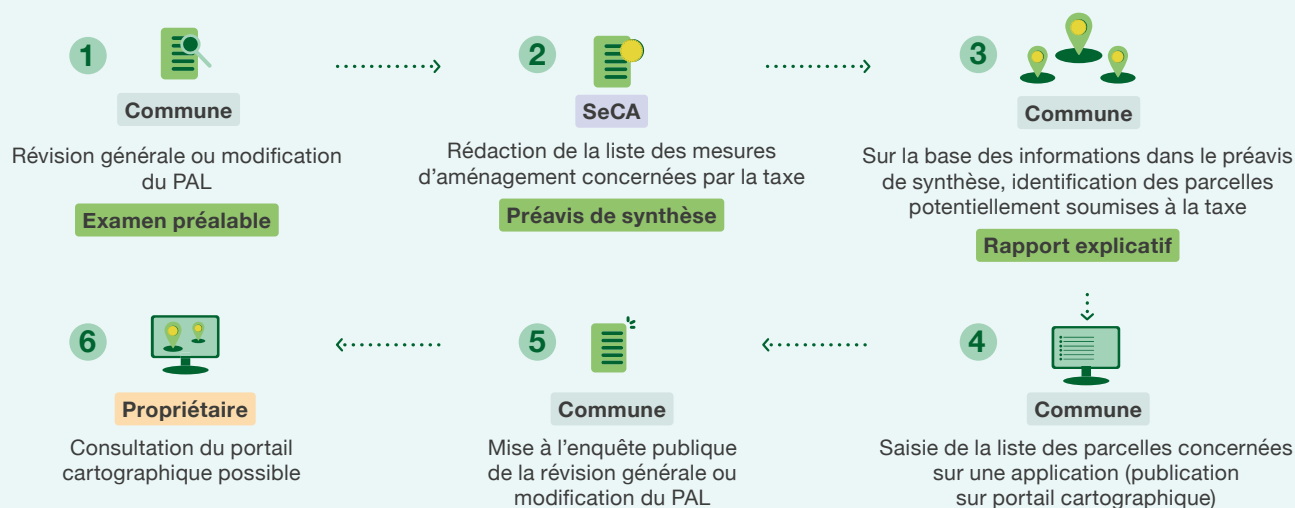 1
Commune
Révision générale ou modification
du PAL
Examen préalable
2
SeCA
Rédaction de la liste des mesures
d’aménagement concernées par la taxe
Préavis de synthèse
3
Commune
Sur la base des informations dans le préavis
de synthèse, identification des parcelles
potentiellement soumises à la taxe
Rapport explicatif
4
Commune
Saisie de la liste des parcelles concernées
sur une application (publication
sur portail cartographique)
5
Commune
Mise à l’enquête publique
de la révision générale ou
modification du PAL
6
Propriétaire
Consultation du portail
cartographique possible